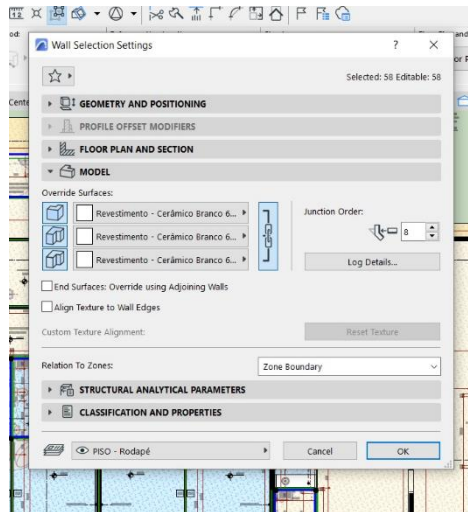 Wall Selection Settings ? ×
Selected: 58 Editable: 58
GEOMETRY AND POSITIONING
PROFILE OFFSET MODIFIERS
FLOOR PLAN AND SECTION
MODEL
Override Surfaces:
Revestimento - Cerâmico Branco 6...
Revestimento - Cerâmico Branco 6...
Revestimento - Cerâmico Branco 6...
Junction Order:
8
Log Details...
End Surfaces: Override using Adjoining Walls
Align Texture to Wall Edges
Custom Texture Alignment:
Reset Texture
Relation To Zones:
Zone Boundary
STRUCTURAL ANALYTICAL PARAMETERS
CLASSIFICATION AND PROPERTIES
PISO - Rodapé
Cancel
OK